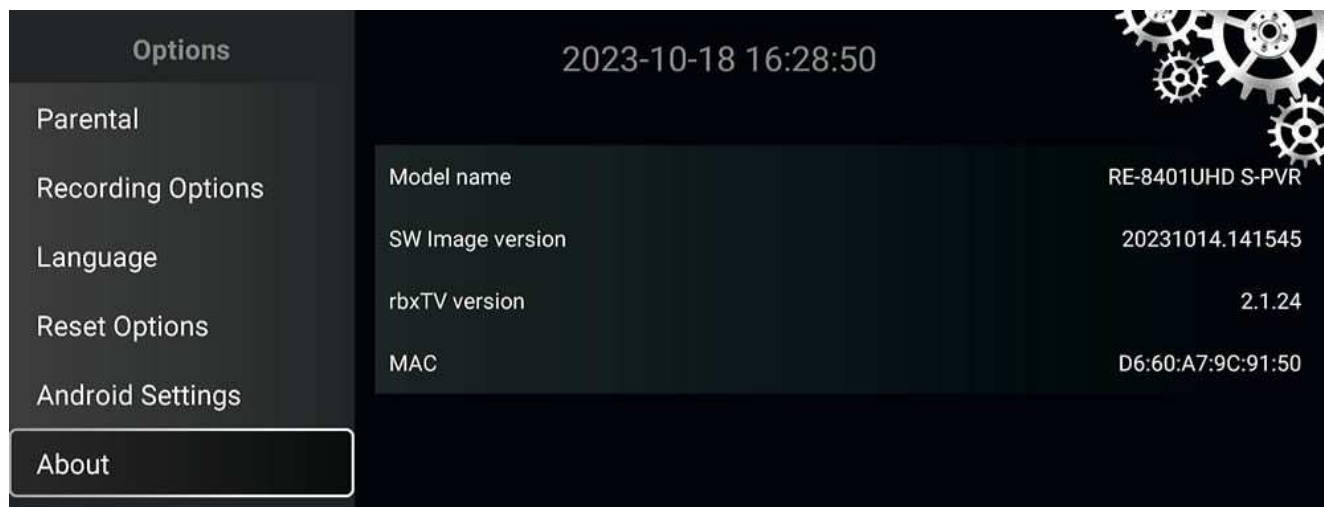 Options
Parental
Recording Options
Language
Reset Options
Android Settings
About
2023-10-18 16:28:50
Model name RE-8401UHD S-PVR
SW Image version 20231014.141545
rbxTV version 2.1.24
MAC D6:60:A7:9C:91:50